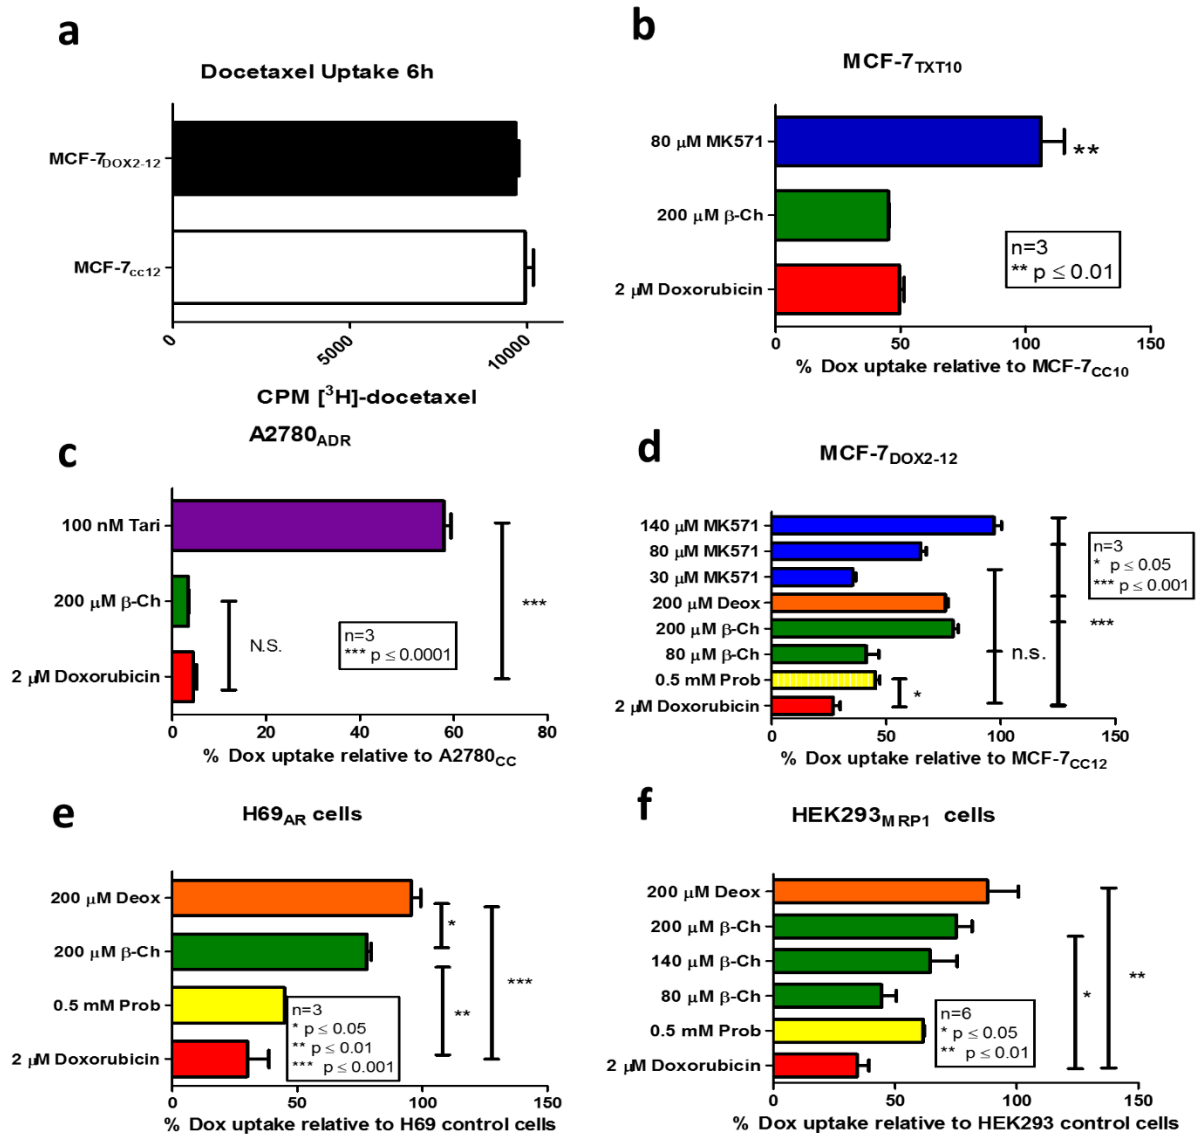 a
Docetaxel Uptake 6h
MCF-7DOX2-12
MCF-7cc12
0
5000
10000
CPM [³H]-docetaxel
b
MCF-7TXT10
80 µM MK571
200 µM β-Ch
2 µM Doxorubicin
**
n=3
** p ≤ 0.01
0 50 100 150
% Dox uptake relative to MCF-7CC10
c
A2780ADR
100 nM Tari
200 µM β-Ch
2 µM Doxorubicin
N.S.
***
n=3
*** p ≤ 0.0001
0 20 40 60 80
% Dox uptake relative to A2780CC
d
MCF-7DOX2-12
140 µM MK571
80 µM MK571
30 µM MK571
200 µM Deox
200 µM β-Ch
80 µM β-Ch
0.5 mM Prob
2 µM Doxorubicin
*
n.s.
***
n=3
* p ≤ 0.05
*** p ≤ 0.001
0 50 100 150
% Dox uptake relative to MCF-7CC12
e
H69AR cells
200 µM Deox
200 µM β-Ch
0.5 mM Prob
2 µM Doxorubicin
*
**
***
n=3
* p ≤ 0.05
** p ≤ 0.01
*** p ≤ 0.001
0 50 100 150
% Dox uptake relative to H69 control cells
f
HEK293MRP1 cells
200 µM Deox
200 µM β-Ch
140 µM β-Ch
80 µM β-Ch
0.5 mM Prob
2 µM Doxorubicin
*
**
n=6
* p ≤ 0.05
** p ≤ 0.01
0 50 100 150
% Dox uptake relative to HEK293 control cells